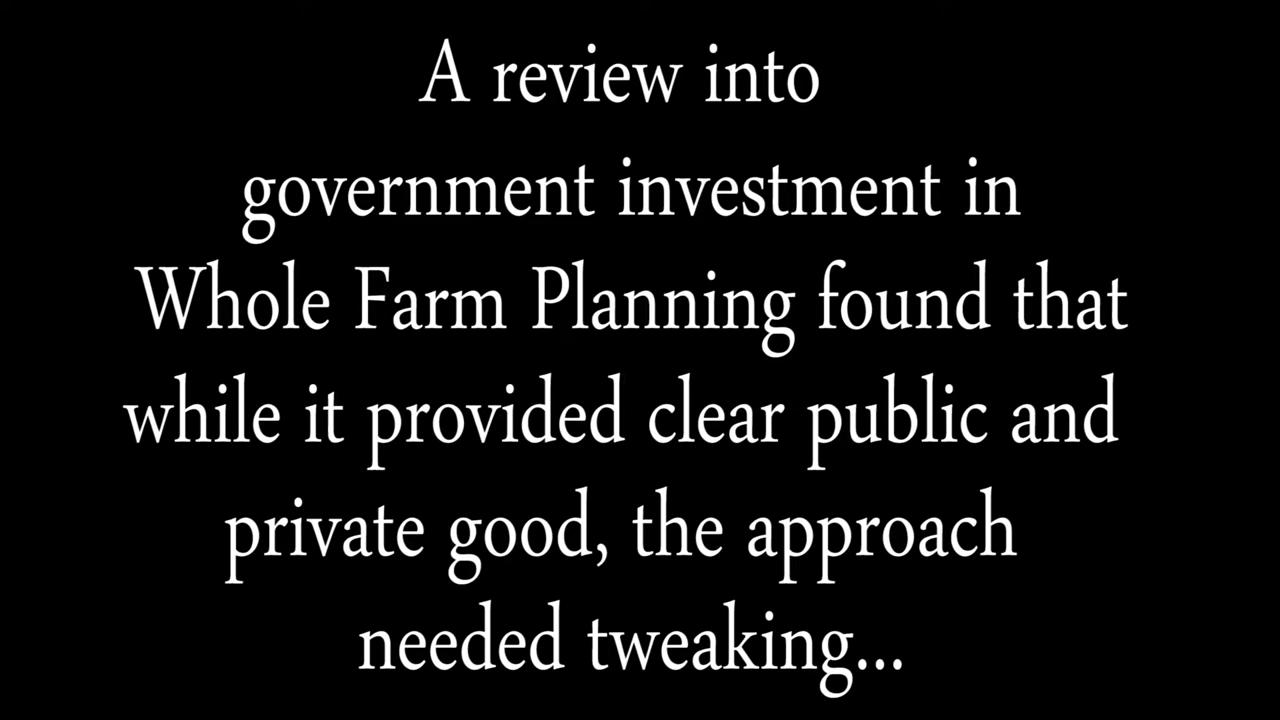 A review into
government investment in
Whole Farm Planning found that
while it provided clear public and
private good, the approach
needed tweaking...